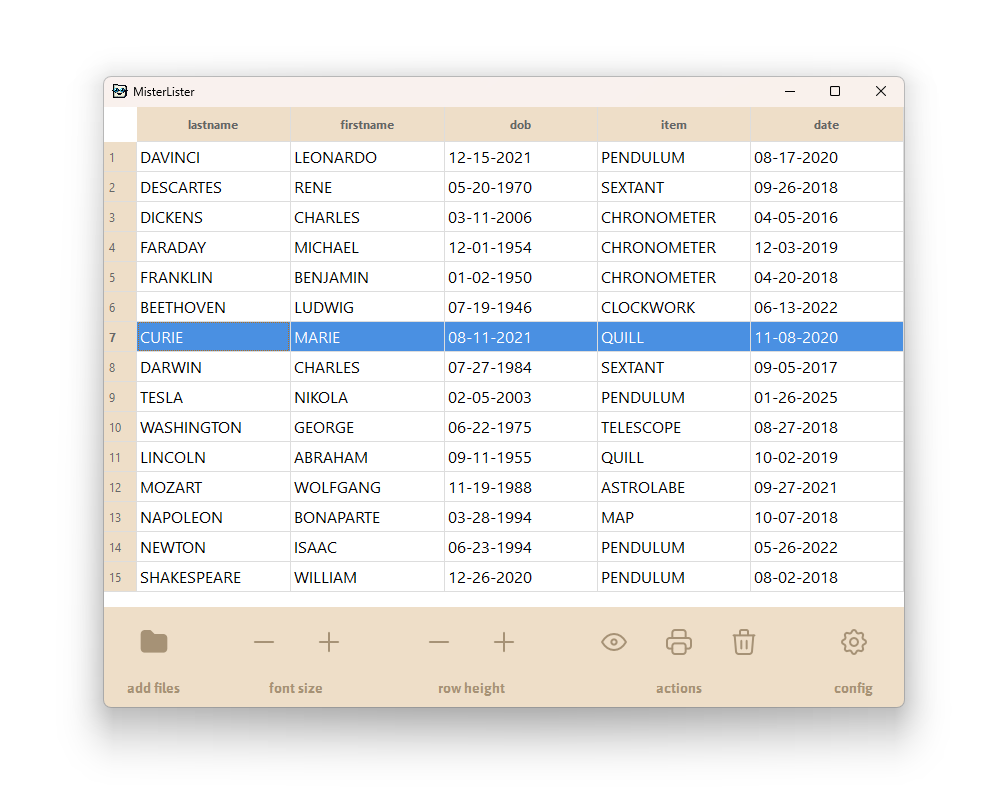 MisterLister
lastname firstname dob item date
1 DAVINCI LEONARDO 12-15-2021 PENDULUM 08-17-2020
2 DESCARTES RENE 05-20-1970 SEXTANT 09-26-2018
3 DICKENS CHARLES 03-11-2006 CHRONOMETER 04-05-2016
4 FARADAY MICHAEL 12-01-1954 CHRONOMETER 12-03-2019
5 FRANKLIN BENJAMIN 01-02-1950 CHRONOMETER 04-20-2018
6 BEETHOVEN LUDWIG 07-19-1946 CLOCKWORK 06-13-2022
7 CURIE MARIE 08-11-2021 QUILL 11-08-2020
8 DARWIN CHARLES 07-27-1984 SEXTANT 09-05-2017
9 TESLA NIKOLA 02-05-2003 PENDULUM 01-26-2025
10 WASHINGTON GEORGE 06-22-1975 TELESCOPE 08-27-2018
11 LINCOLN ABRAHAM 09-11-1955 QUILL 10-02-2019
12 MOZART WOLFGANG 11-19-1988 ASTROLABE 09-27-2021
13 NAPOLEON BONAPARTE 03-28-1994 MAP 10-07-2018
14 NEWTON ISAAC 06-23-1994 PENDULUM 05-26-2022
15 SHAKESPEARE WILLIAM 12-26-2020 PENDULUM 08-02-2018
add files font size row height actions config